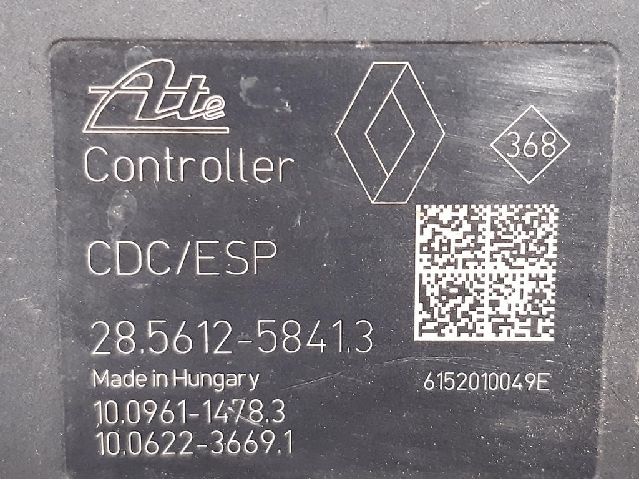 Ate
368
Controller
CDC/ESP
28.5612-5841.3
Made in Hungary
6152010049E
10.0961-1478.3
10.0622-3669.1